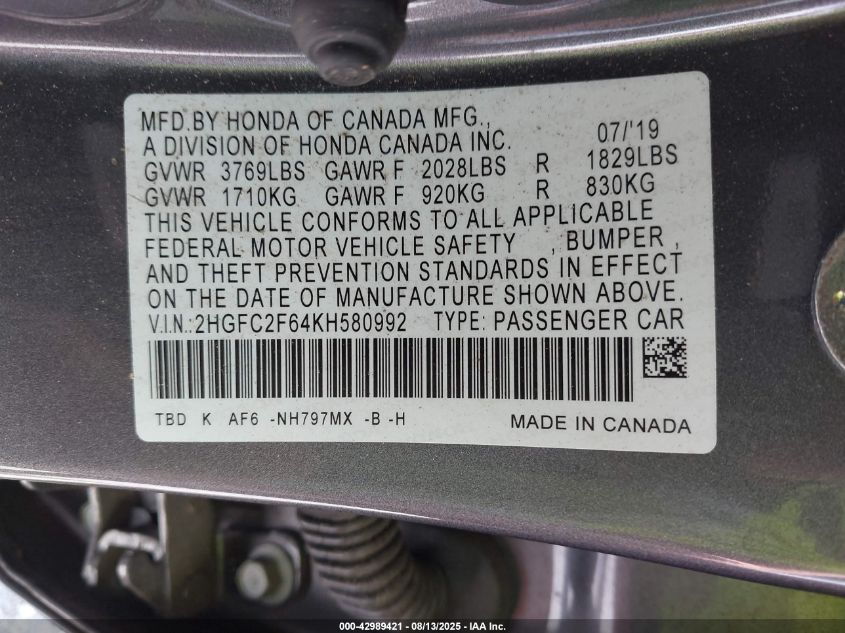 MFD.BY HONDA OF CANADA MFG.,
A DIVISION OF HONDA CANADA INC. 07/'19
GVWR 3769LBS GAWR F 2028LBS R 1829LBS
GVWR 1710KG GAWR F 920KG R 830KG
THIS VEHICLE CONFORMS TO ALL APPLICABLE
FEDERAL MOTOR VEHICLE SAFETY , BUMPER ,
AND THEFT PREVENTION STANDARDS IN EFFECT
ON THE DATE OF MANUFACTURE SHOWN ABOVE.
V.I.N.:2HGFC2F64KH580992 TYPE: PASSENGER CAR
TBD K AF6 -NH797MX -B -H MADE IN CANADA
000-42989421 - 08/13/2025 - IAA Inc.